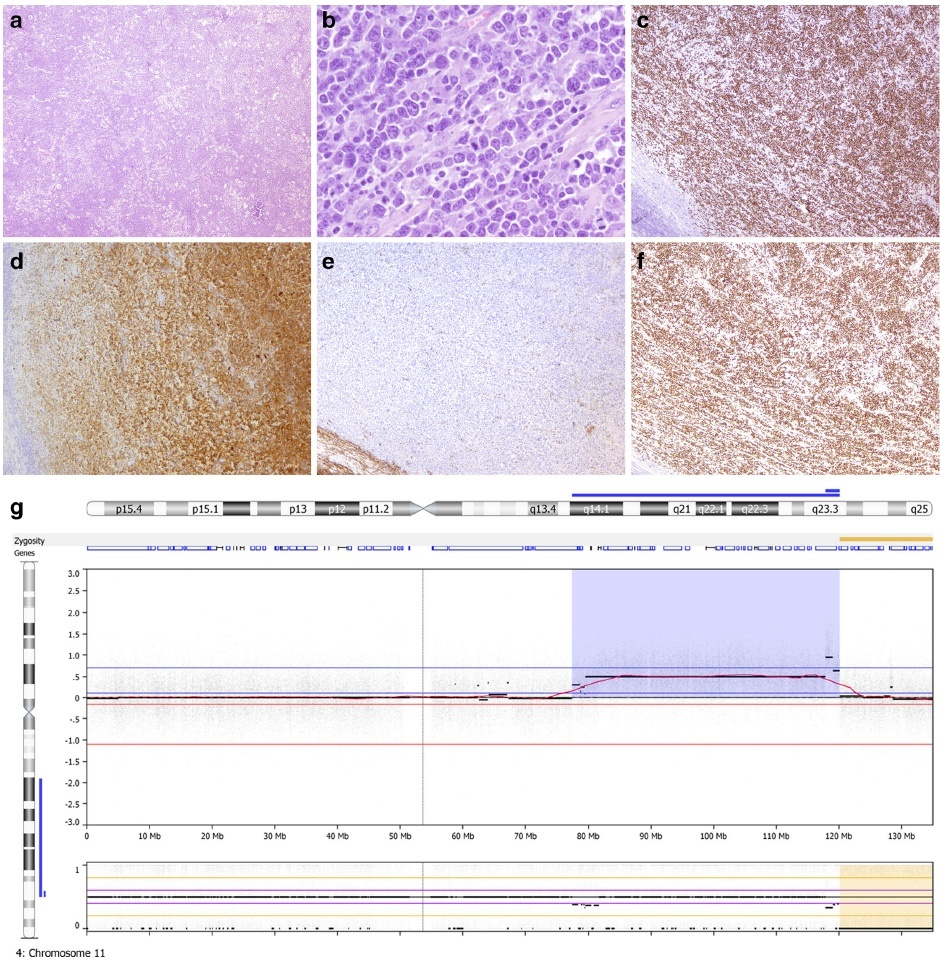 a
b
c
d
e
f
g
p15.4 p15.1 p13 p12 p11.2 q13.4 q14.1 q21 q22.1 q22.3 q23.3 q25
Zygosity
Genes
3.0
2.5
2.0
1.5
1.0
.5
0
-.5
-1.0
-1.5
-2.0
-2.5
-3.0
0 10 Mb 20 Mb 30 Mb 40 Mb 50 Mb 60 Mb 70 Mb 80 Mb 90 Mb 100 Mb 110 Mb 120 Mb 130 Mb
1
0
4: Chromosome 11